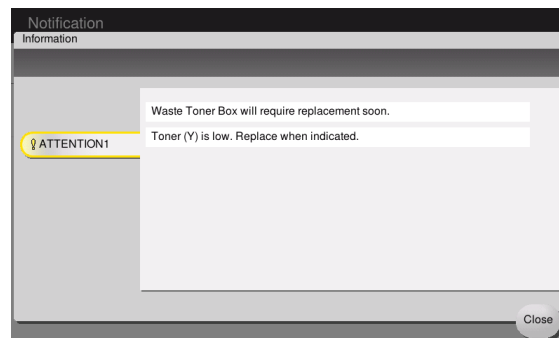 Notification
Information
Waste Toner Box will require replacement soon.
Toner (Y) is low. Replace when indicated.
ATTENTION1
Close